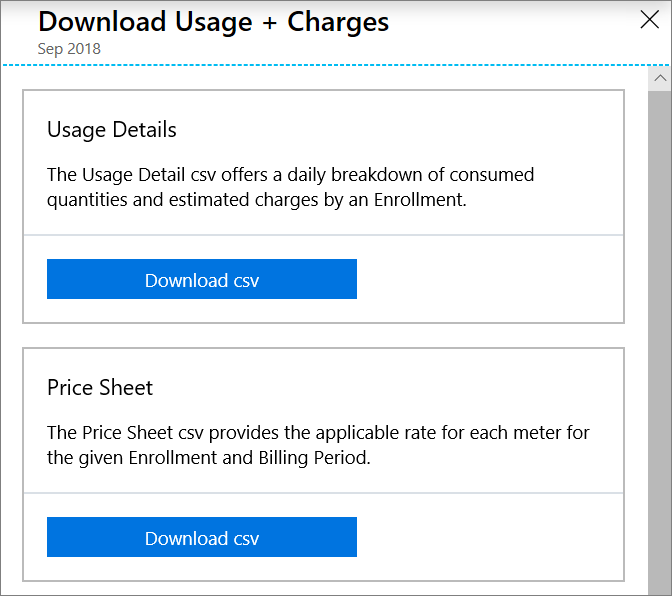 Download Usage + Charges
Sep 2018
Usage Details
The Usage Detail csv offers a daily breakdown of consumed
quantities and estimated charges by an Enrollment.
Download csv
Price Sheet
The Price Sheet csv provides the applicable rate for each meter for
the given Enrollment and Billing Period.
Download csv